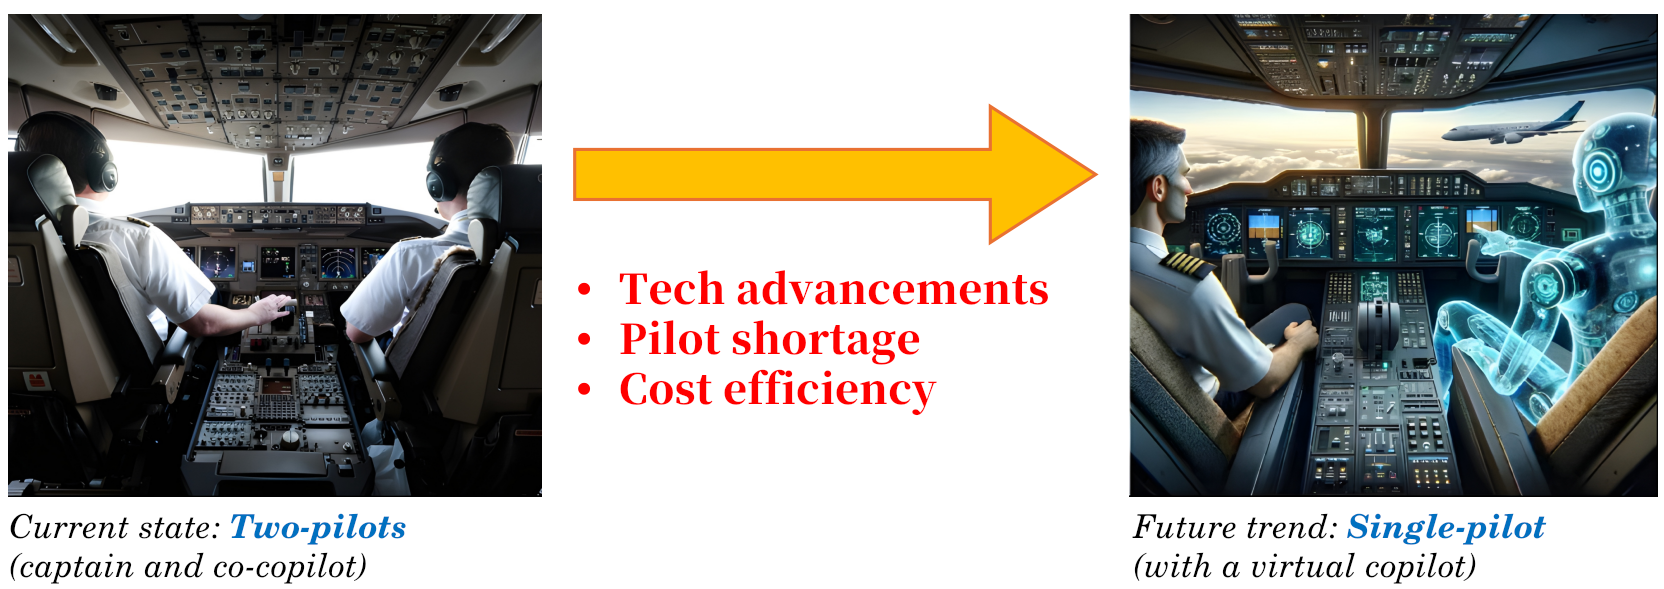 • Tech advancements
• Pilot shortage
• Cost efficiency
Current state: Two-pilots
(captain and co-copilot)
Future trend: Single-pilot
(with a virtual copilot)